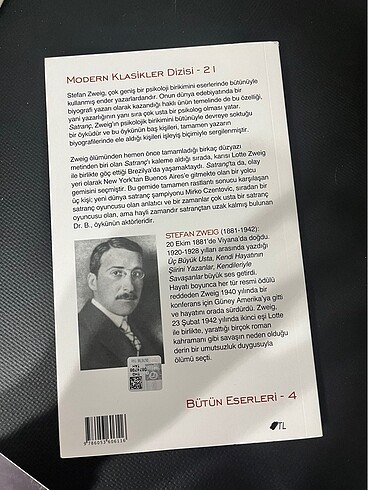 MODERN KLASİKLER DİZİSİ - 21
Stefan Zweig, çok geniş bir psikoloji birikimini eserlerinde bütünüyle
kullanmış ender yazarlardandır. Onun dünya edebiyatında bir
biyografi yazarı olarak kazandığı haklı ünün temelinde de bu özelliği,
yani yazarlığının yanı sıra çok usta bir psikolog olması yatar.
Satranç, Zweig'ın psikolojik birikimini bütünüyle devreye soktuğu
bir öyküdür ve bu öykünün baş kişileri, tamamen yazarın
biyografilerinde ele aldığı kişileri işleyiş biçimiyle sergilenmiştir.
Zweig ölümünden hemen önce tamamladığı birkaç düzyazı
metinden biri olan Satranç'ı kaleme aldığı sırada, karısı Lotte Zweig
ile birlikte göç ettiği Brezilya'da yaşamaktaydı. Satranç'ta da, olay
yeri olarak New York'tan Buenos Aires'e gitmekte olan bir yolcu
gemisini seçmiştir. Bu gemide tamamen rastlantı sonucu karşılaşan
üç kişi: yeni dünya satranç şampiyonu Mirko Czentovic, sıradan bir
satranç oyuncusu olan anlatıcı ve bir zamanlar çok usta bir satranç
oyuncusu olan, ama hayli zamandır satrançtan uzak kalmış bulunan
Dr. B., öykünün aktörleridir.
STEFAN ZWEIG (1881-1942):
20 Ekim 1881'de Viyana'da doğdu.
1920-1928 yılları arasında yazdığı
Üç Büyük Usta, Kendi Hayatının
Şiirini Yazanlar, Kendileriyle
Savaşanlar büyük ses getirdi.
Hayatı boyunca her tür resmi ödülü
reddeden Zweig 1940 yılında bir
konferans için Güney Amerika'ya gitti
ve hayatını orada sürdürdü. Zweig,
23 Şubat 1942 yılında ikinci eşi Lotte
ile birlikte, yarattığı birçok roman
kahramanı gibi savaşın neden olduğu
derin bir umutsuzluk duygusuyla
ölümü seçti.
BÜTÜN ESERLERİ - 4
9 786053 606116
TL